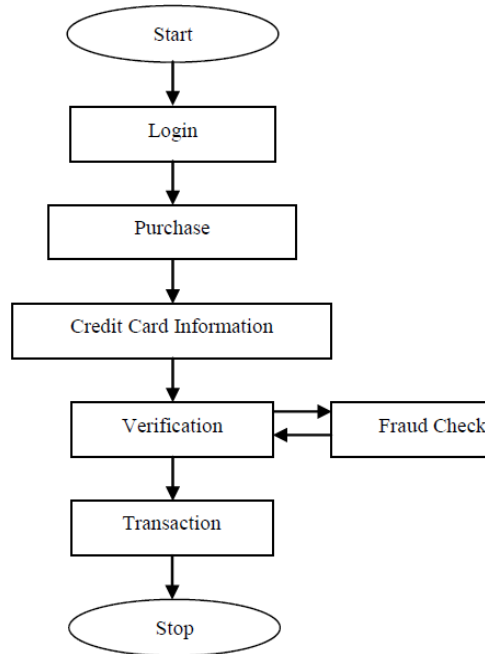 Start
Login
Purchase
Credit Card Information
Verification
Fraud Check
Transaction
Stop